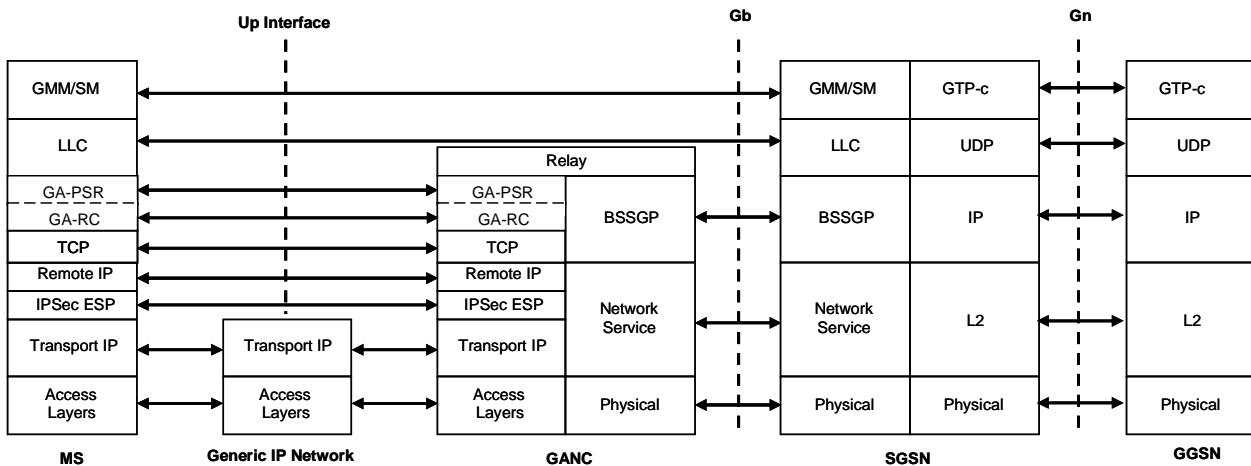 Up Interface
Gb
Gn
GMM/SM
GMM/SM
GTP-c
GTP-c
LLC
LLC
UDP
UDP
Relay
GA-PSR
GA-PSR
GA-RC
GA-RC
BSSGP
BSSGP
IP
IP
TCP
TCP
Remote IP
Remote IP
IPSec ESP
IPSec ESP
Network
Service
Network
Service
L2
L2
Transport IP
Transport IP
Transport IP
Access
Layers
Access
Layers
Access
Layers
Physical
Physical
Physical
Physical
MS
Generic IP Network
GANC
SGSN
GGSN